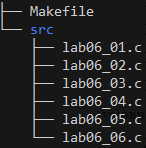 ├── Makefile
└── src
    ├── lab06_01.c
    ├── lab06_02.c
    ├── lab06_03.c
    ├── lab06_04.c
    ├── lab06_05.c
    └── lab06_06.c